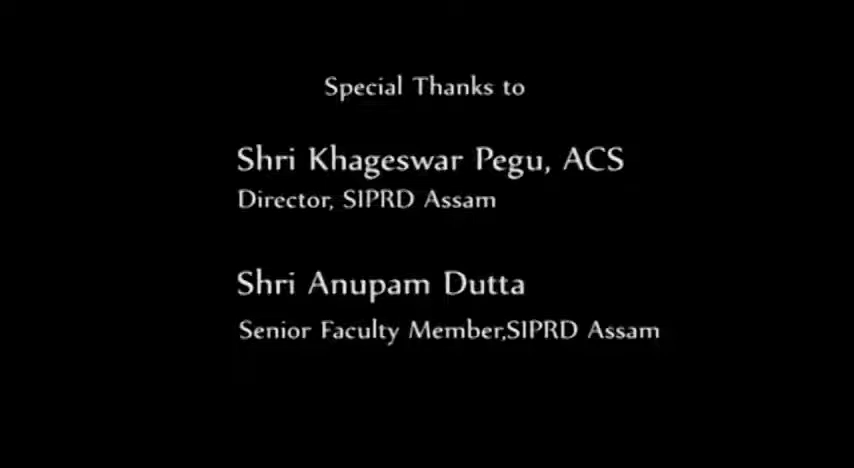 Special Thanks to
Shri Khageswar Pegu, ACS
Director, SIPRD Assam
Shri Anupam Dutta
Senior Faculty Member,SIPRD Assam